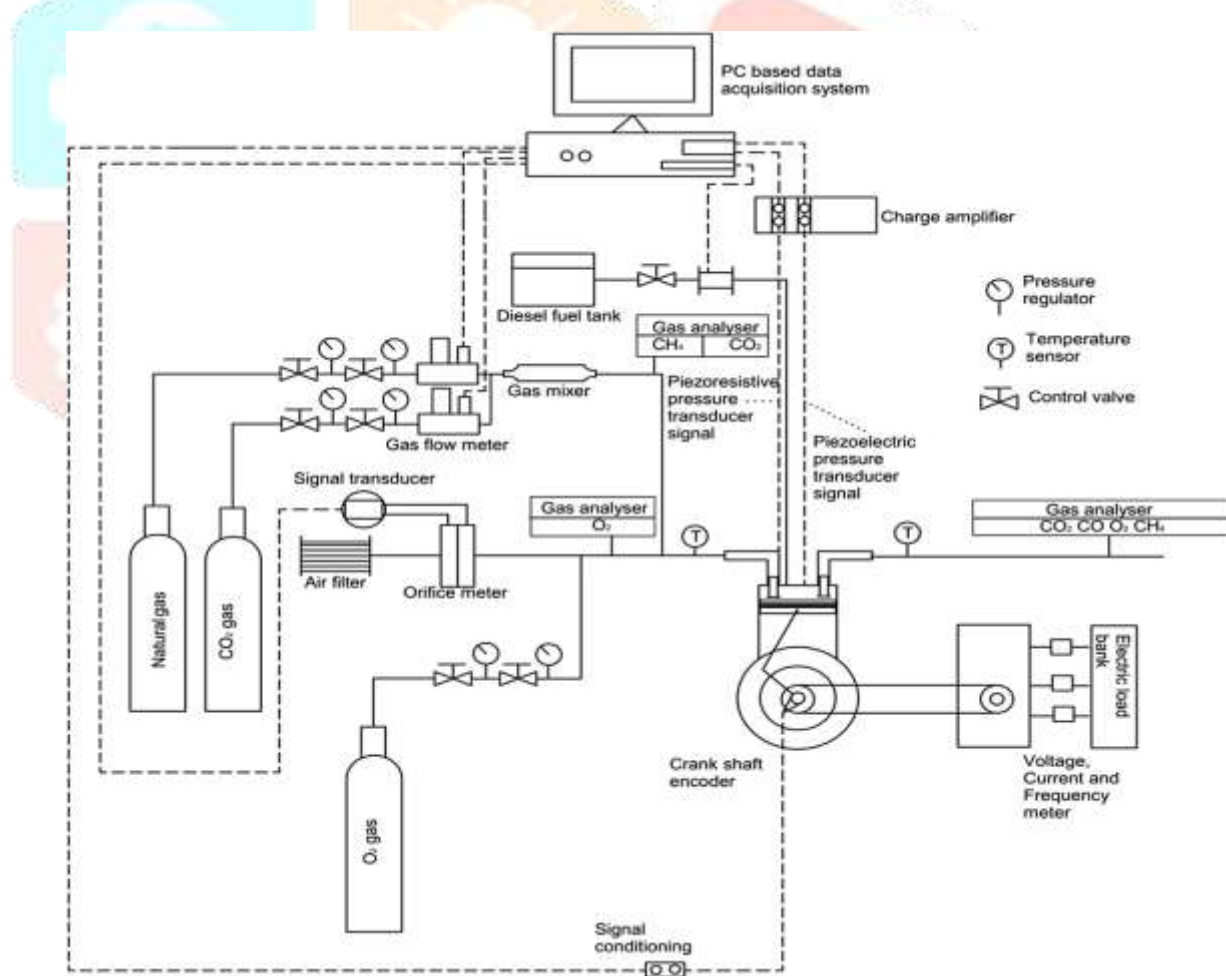 PC based data
acquisition system
Charge amplifier
Diesel fuel tank
Pressure
regulator
Temperature
sensor
T
Control valve
Gas analyser
CH₄ CO₂
Gas mixer
Gas flow meter
Piezoresistive
pressure
transducer
signal
Piezoelectric
pressure
transducer
signal
Signal transducer
Air filter
Orifice meter
Gas analyser
O₂
T
T
Gas analyser
CO₂ CO O₂ CH₄
Natural gas
CO₂ gas
O₂ gas
Crank shaft
encoder
Electric load
bank
Voltage,
Current and
Frequency
meter
Signal
conditioning